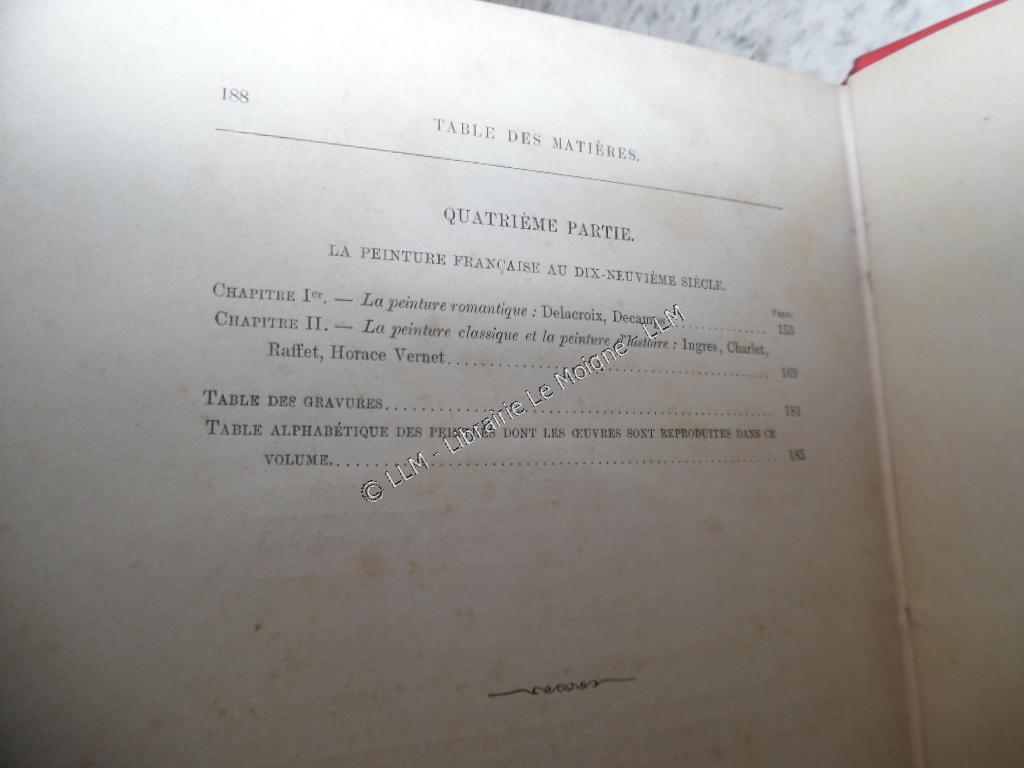 188
TABLE DES MATIÈRES.
QUATRIÈME PARTIE.
LA PEINTURE FRANÇAISE AU DIX-NEUVIÈME SIÈCLE.
Pages.
CHAPITRE Ier. — La peinture romantique : Delacroix, Decamps 153
CHAPITRE II. — La peinture classique et la peinture d'histoire : Ingres, Charlet,
Raffet, Horace Vernet 169
TABLE DES GRAVURES 181
TABLE ALPHABÉTIQUE DES PEINTRES DONT LES ŒUVRES SONT REPRODUITES DANS CE
VOLUME. 185
© LLM - Librairie Le Moigne - LLM